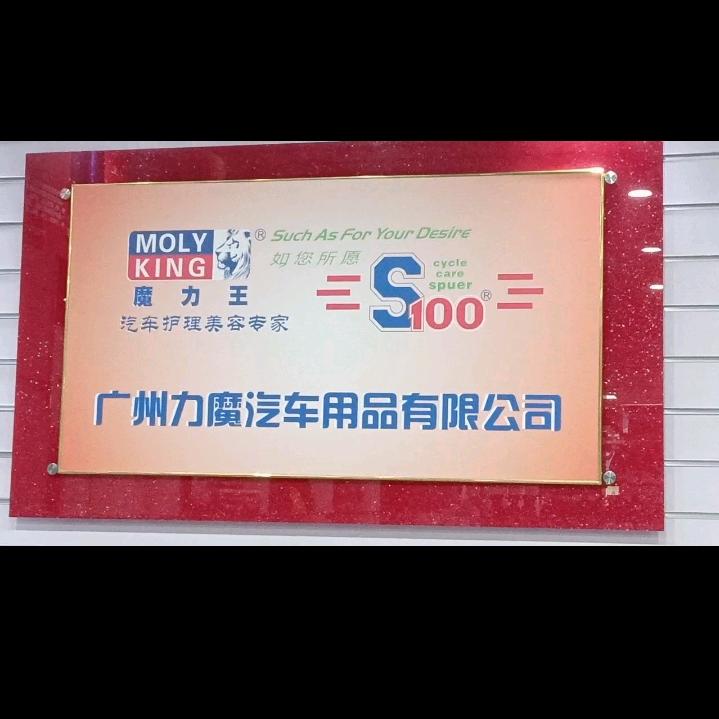 MOLY
KING
®
魔力王
汽车护理美容专家
Such As For Your Desire
如您所愿
S100®
cycle
care
spuer
广州力魔汽车用品有限公司